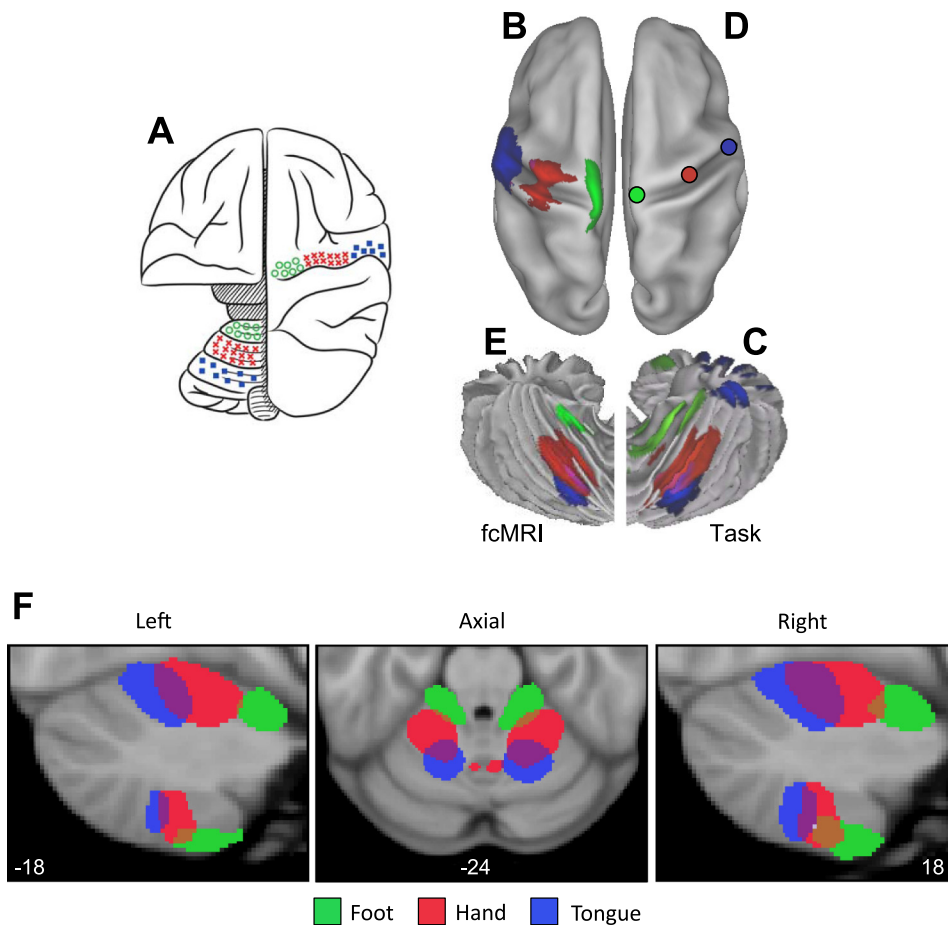 B
D
A
E
C
fcMRI
Task
F
Left
Axial
Right
-18
-24
18
Foot
Hand
Tongue